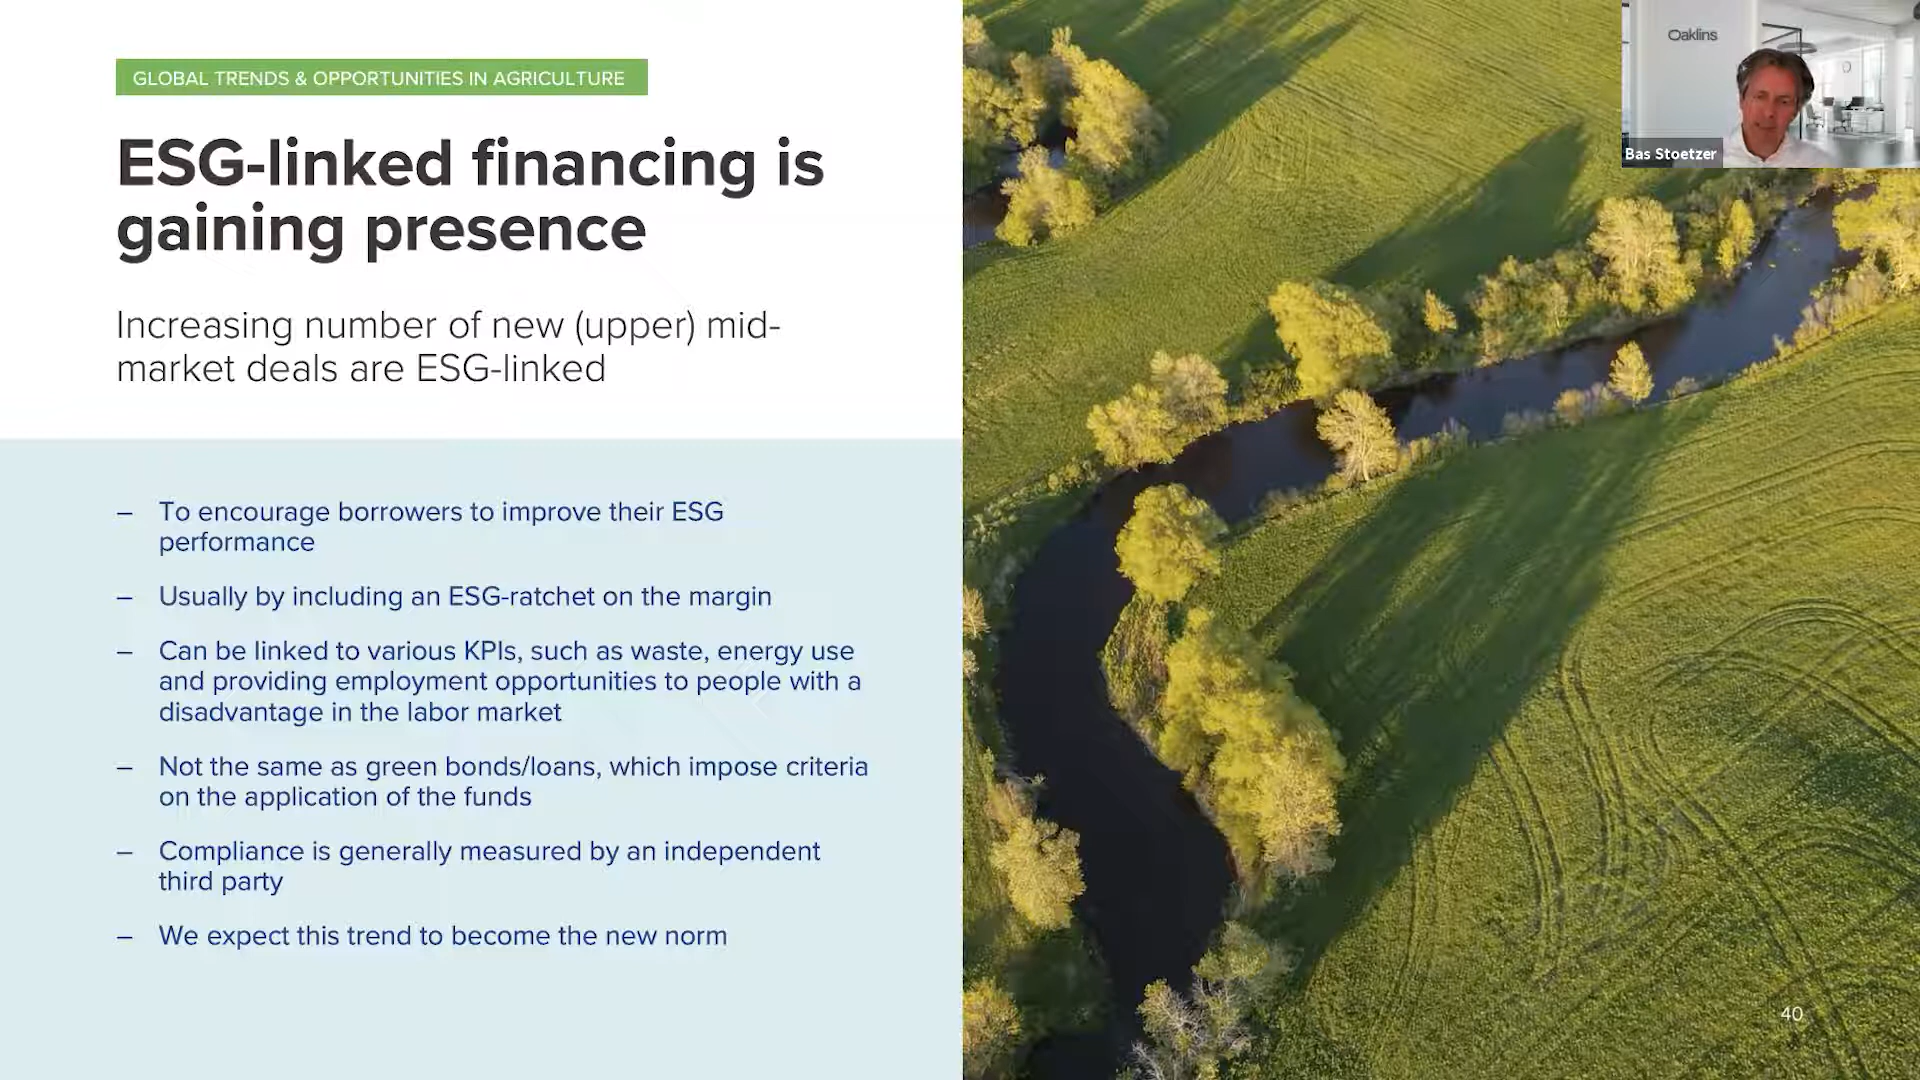 GLOBAL TRENDS & OPPORTUNITIES IN AGRICULTURE
ESG-linked financing is
gaining presence
Increasing number of new (upper) mid-
market deals are ESG-linked
– To encourage borrowers to improve their ESG
performance
– Usually by including an ESG-ratchet on the margin
– Can be linked to various KPIs, such as waste, energy use
and providing employment opportunities to people with a
disadvantage in the labor market
– Not the same as green bonds/loans, which impose criteria
on the application of the funds
– Compliance is generally measured by an independent
third party
– We expect this trend to become the new norm
Oaklins
Bas Stoetzer
40